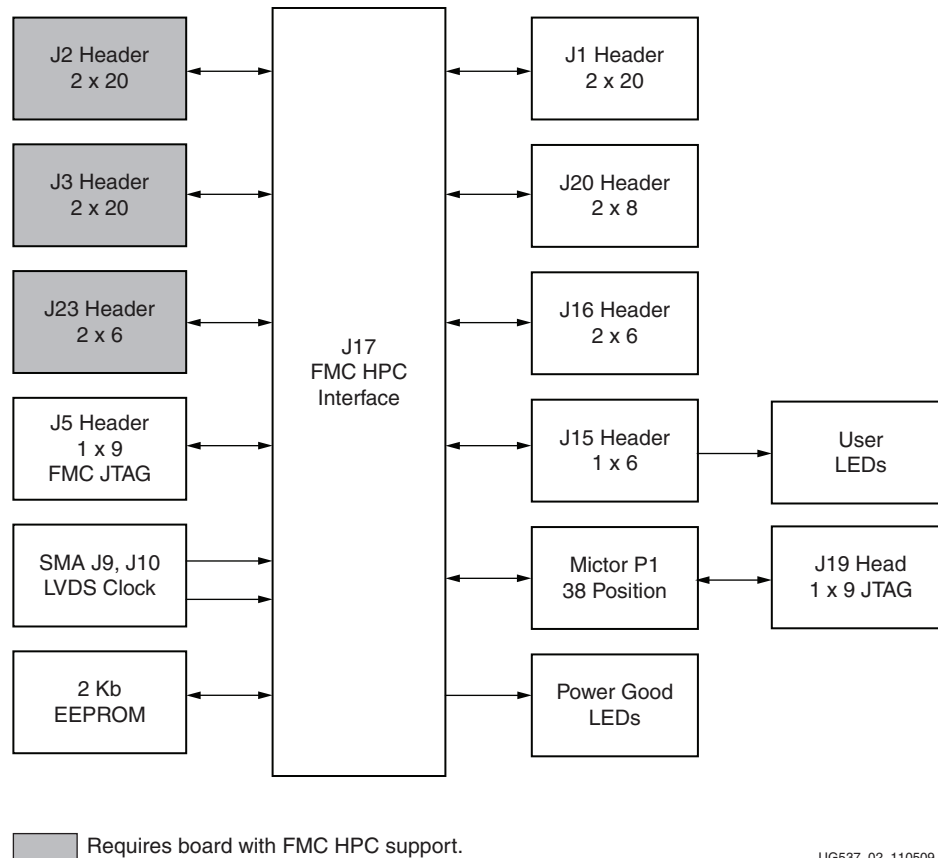 J2 Header
2 x 20
J3 Header
2 x 20
J23 Header
2 x 6
J5 Header
1 x 9
FMC JTAG
SMA J9, J10
LVDS Clock
2 Kb
EEPROM
J17
FMC HPC
Interface
J1 Header
2 x 20
J20 Header
2 x 8
J16 Header
2 x 6
J15 Header
1 x 6
User
LEDs
Mictor P1
38 Position
J19 Head
1 x 9 JTAG
Power Good
LEDs
Requires board with FMC HPC support.
UG537_02_110509